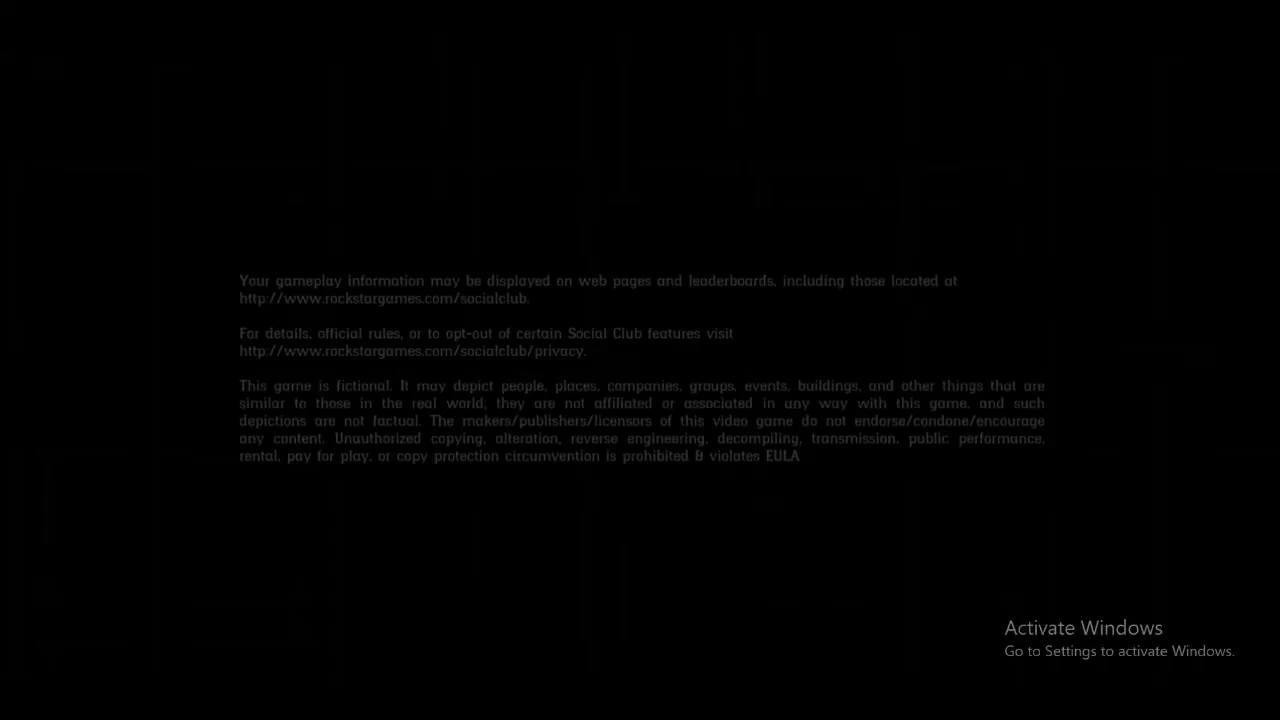 Your gameplay information may be displayed on web pages and leaderboards, including those located at
http://www.rockstargames.com/socialclub.
For details, official rules, or to opt-out of certain Social Club features visit
http://www.rockstargames.com/socialclub/privacy.
This game is fictional. It may depict people, places, companies, groups, events, buildings, and other things that are
similar to those in the real world; they are not affiliated or associated in any way with this game, and such
depictions are not factual. The makers/publishers/licensors of this video game do not endorse/condone/encourage
any content. Unauthorized copying, alteration, reverse engineering, decompiling, transmission, public performance,
rental, pay for play, or copy protection circumvention is prohibited & violates EULA
Activate Windows
Go to Settings to activate Windows.